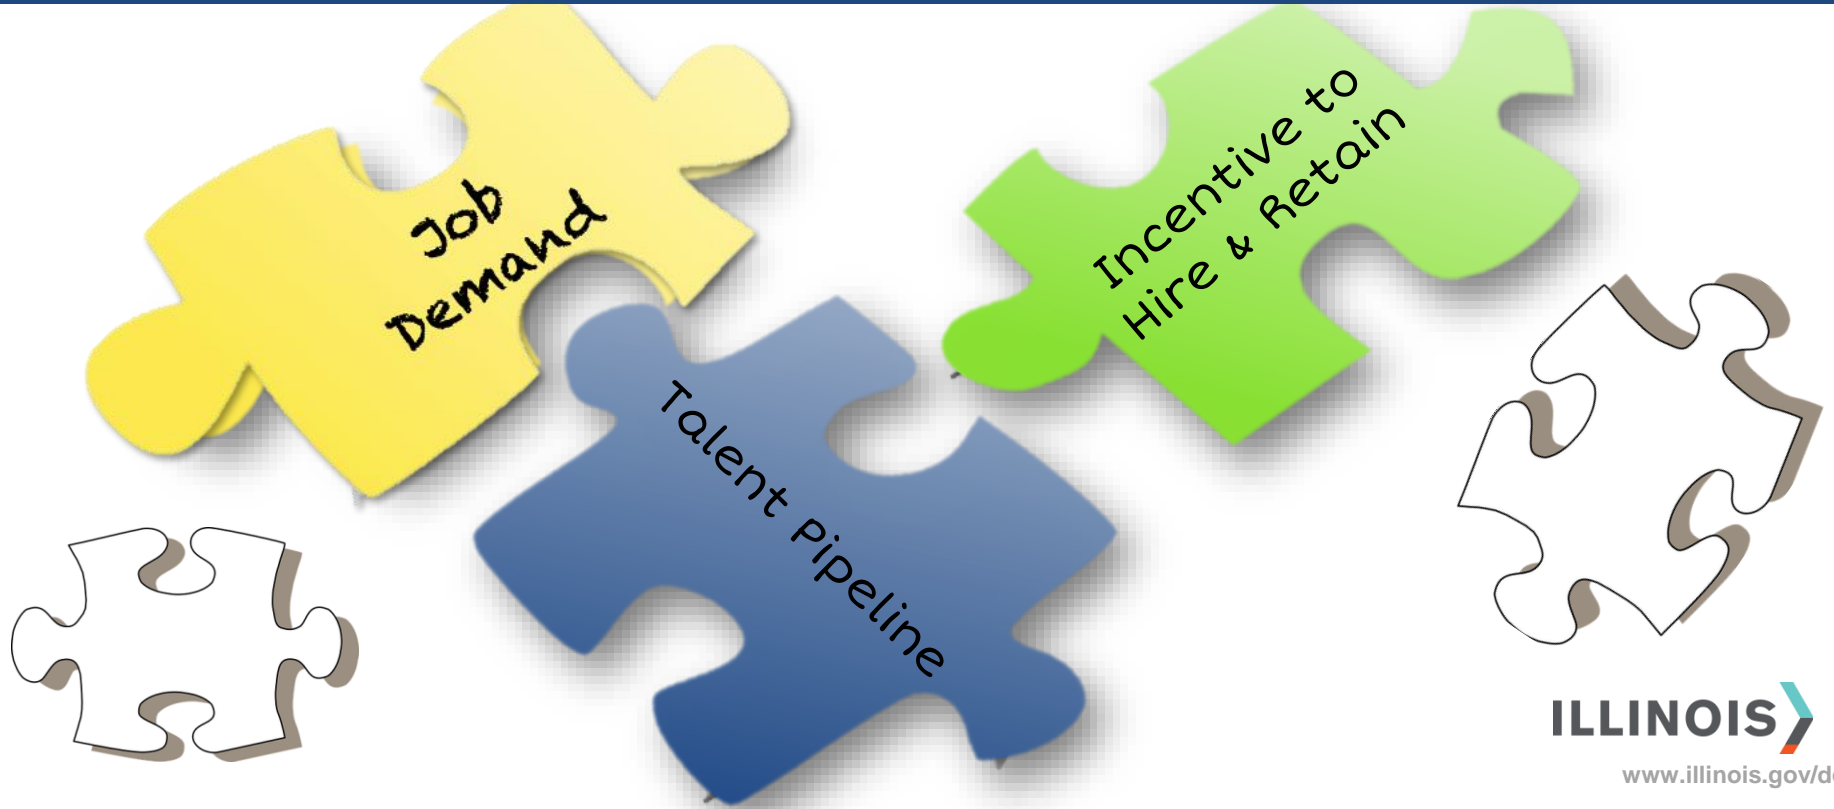 Job
Demand
Incentive to
Hire & Retain
Talent Pipeline
ILLINOIS
www.illinois.gov/d